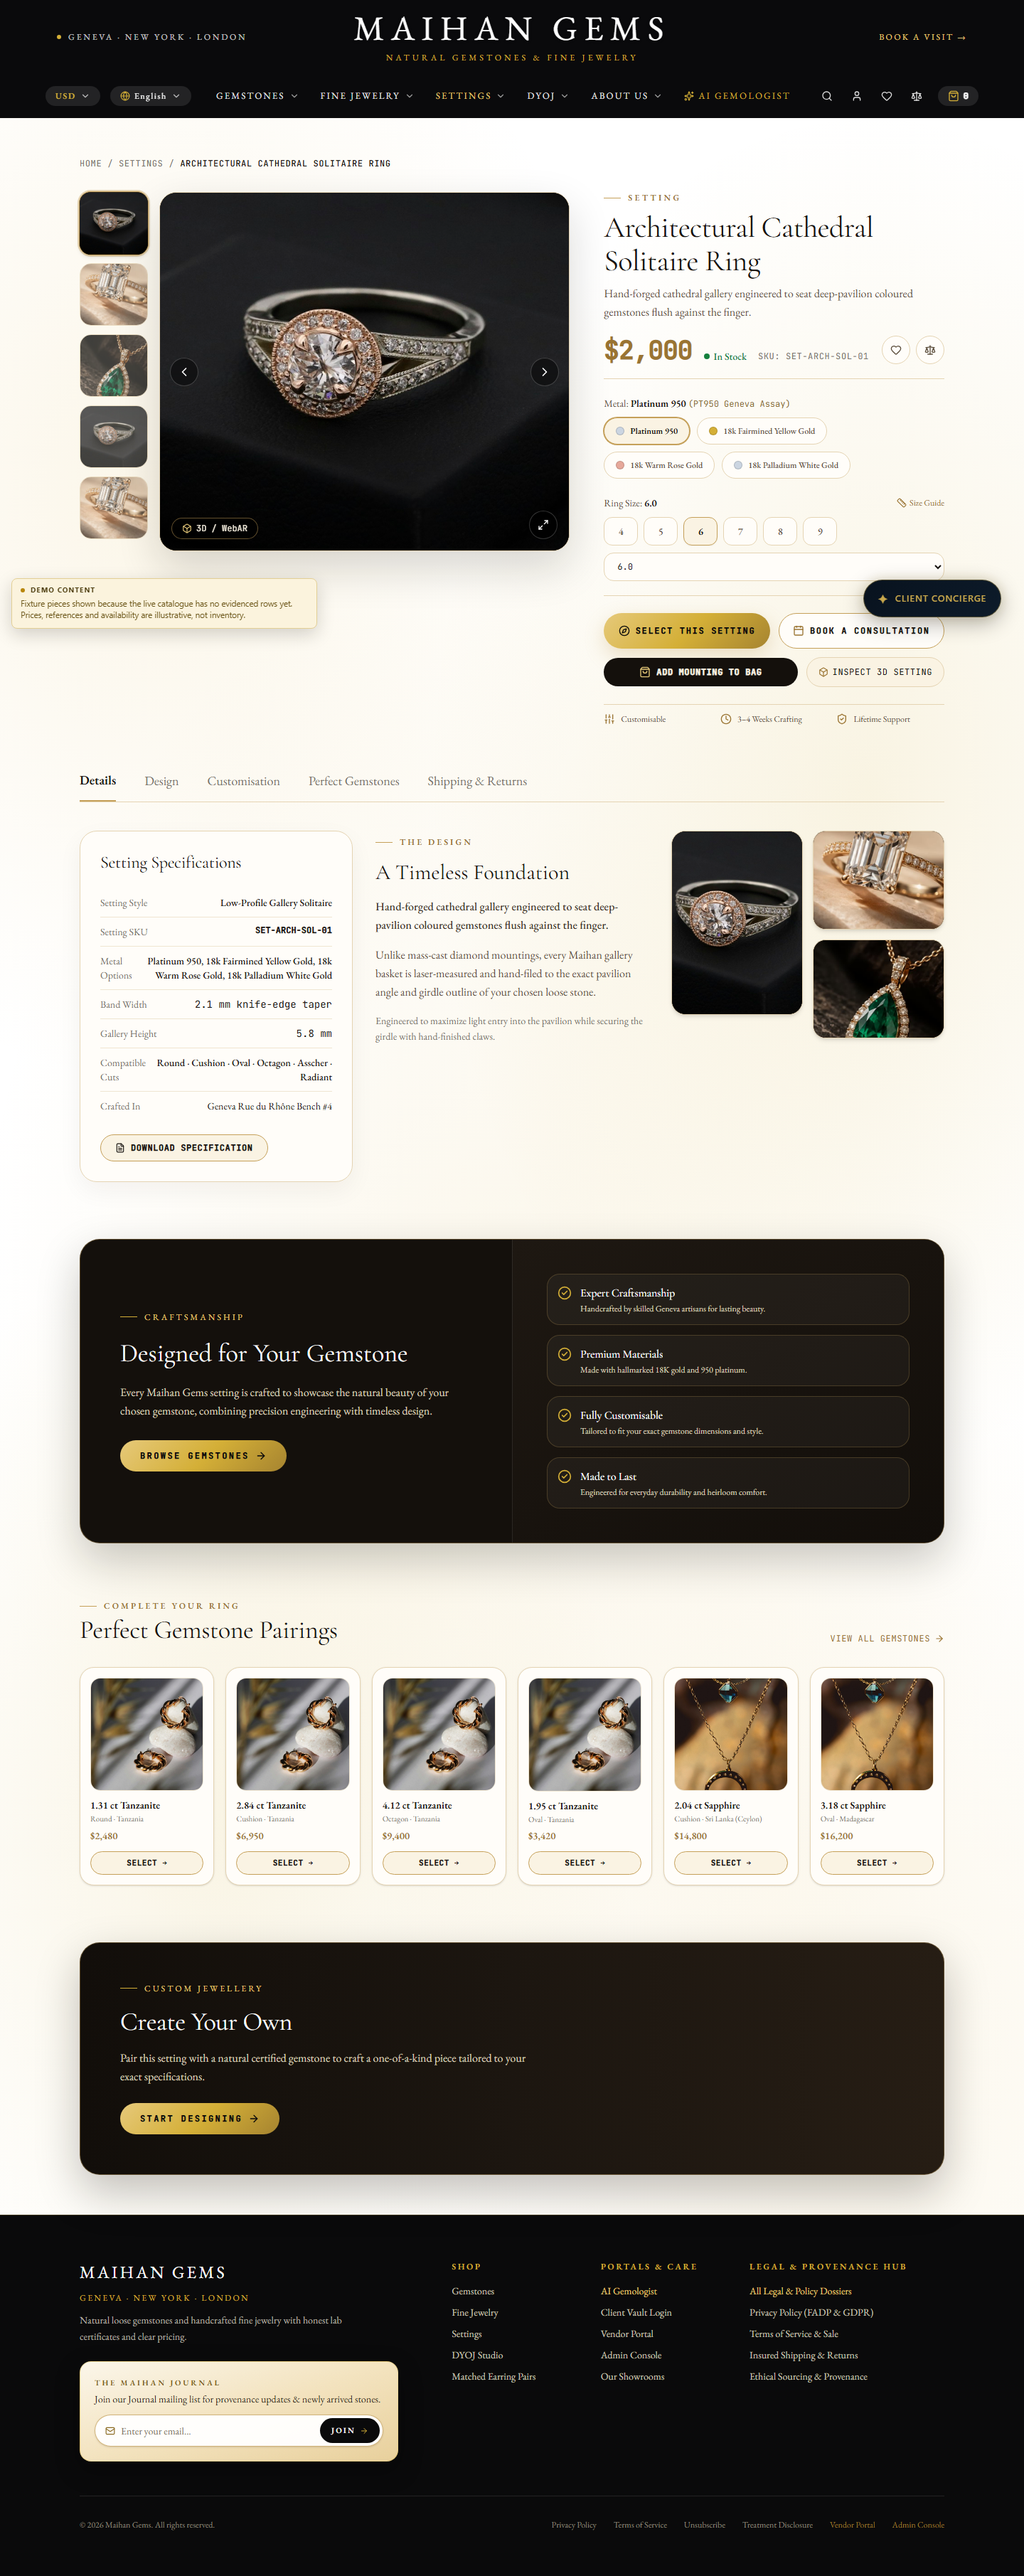 GENEVA · NEW YORK · LONDON
MAIHAN GEMS
NATURAL GEMSTONES & FINE JEWELRY
BOOK A VISIT →
USD
English
GEMSTONES
FINE JEWELRY
SETTINGS
DYOJ
ABOUT US
AI GEMOLOGIST
0
HOME / SETTINGS / ARCHITECTURAL CATHEDRAL SOLITAIRE RING
3D / WebAR
SETTING
Architectural Cathedral
Solitaire Ring
Hand-forged cathedral gallery engineered to seat deep-pavilion coloured
gemstones flush against the finger.
$2,000
In Stock
SKU: SET-ARCH-SOL-01
Metal: Platinum 950 (PT950 Geneva Assay)
Platinum 950
18k Fairmined Yellow Gold
18k Warm Rose Gold
18k Palladium White Gold
Ring Size: 6.0
Size Guide
4
5
6
7
8
9
6.0
DEMO CONTENT
Fixture pieces shown because the live catalogue has no evidenced rows yet.
Prices, references and availability are illustrative, not inventory.
CLIENT CONCIERGE
SELECT THIS SETTING
BOOK A CONSULTATION
ADD MOUNTING TO BAG
INSPECT 3D SETTING
Customisable
3–4 Weeks Crafting
Lifetime Support
Details
Design
Customisation
Perfect Gemstones
Shipping & Returns
Setting Specifications
Setting Style
Low-Profile Gallery Solitaire
Setting SKU
SET-ARCH-SOL-01
Metal Options
Platinum 950, 18k Fairmined Yellow Gold, 18k
Warm Rose Gold, 18k Palladium White Gold
Band Width
2.1 mm knife-edge taper
Gallery Height
5.8 mm
Compatible Cuts
Round · Cushion · Oval · Octagon · Asscher ·
Radiant
Crafted In
Geneva Rue du Rhône Bench #4
DOWNLOAD SPECIFICATION
THE DESIGN
A Timeless Foundation
Hand-forged cathedral gallery engineered to seat deep-
pavilion coloured gemstones flush against the finger.
Unlike mass-cast diamond mountings, every Maihan gallery
basket is laser-measured and hand-filed to the exact pavilion
angle and girdle outline of your chosen loose stone.
Engineered to maximize light entry into the pavilion while securing the
girdle with hand-finished claws.
CRAFTSMANSHIP
Designed for Your Gemstone
Every Maihan Gems setting is crafted to showcase the natural beauty of your
chosen gemstone, combining precision engineering with timeless design.
BROWSE GEMSTONES →
Expert Craftsmanship
Handcrafted by skilled Geneva artisans for lasting beauty.
Premium Materials
Made with hallmarked 18K gold and 950 platinum.
Fully Customisable
Tailored to fit your exact gemstone dimensions and style.
Made to Last
Engineered for everyday durability and heirloom comfort.
COMPLETE YOUR RING
Perfect Gemstone Pairings
VIEW ALL GEMSTONES →
1.31 ct Tanzanite
Round · Tanzania
$2,480
SELECT →
2.84 ct Tanzanite
Cushion · Tanzania
$6,950
SELECT →
4.12 ct Tanzanite
Octagon · Tanzania
$9,400
SELECT →
1.95 ct Tanzanite
Oval · Tanzania
$3,420
SELECT →
2.04 ct Sapphire
Cushion · Sri Lanka (Ceylon)
$14,800
SELECT →
3.18 ct Sapphire
Oval · Madagascar
$16,200
SELECT →
CUSTOM JEWELLERY
Create Your Own
Pair this setting with a natural certified gemstone to craft a one-of-a-kind piece tailored to your
exact specifications.
START DESIGNING →
MAIHAN GEMS
GENEVA · NEW YORK · LONDON
Natural loose gemstones and handcrafted fine jewelry with honest lab
certificates and clear pricing.
THE MAIHAN JOURNAL
Join our Journal mailing list for provenance updates & newly arrived stones.
Enter your email...
JOIN →
SHOP
Gemstones
Fine Jewelry
Settings
DYOJ Studio
Matched Earring Pairs
PORTALS & CARE
AI Gemologist
Client Vault Login
Vendor Portal
Admin Console
Our Showrooms
LEGAL & PROVENANCE HUB
All Legal & Policy Dossiers
Privacy Policy (FADP & GDPR)
Terms of Service & Sale
Insured Shipping & Returns
Ethical Sourcing & Provenance
© 2026 Maihan Gems. All rights reserved.
Privacy Policy
Terms of Service
Unsubscribe
Treatment Disclosure
Vendor Portal
Admin Console